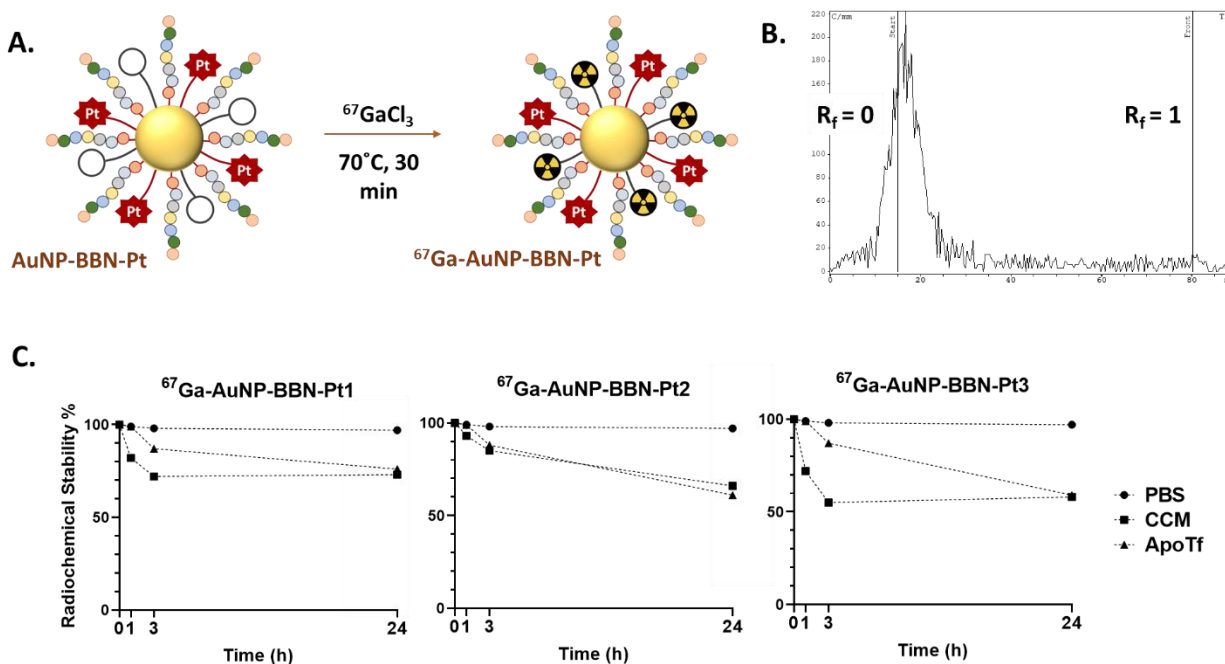 A.
Pt
Pt
Pt
Pt
AuNP-BBN-Pt
⁶⁷GaCl₃
70˚C, 30
min
Pt
Pt
Pt
Pt
⁶⁷Ga-AuNP-BBN-Pt
B.
C/mm
220
200
180
160
120
100
80
60
40
20
0
Start
Front
T
R_f = 0
R_f = 1
0
20
40
60
80
C.
⁶⁷Ga-AuNP-BBN-Pt1
Radiochemical Stability %
100
50
0
0 1 3 24
Time (h)
⁶⁷Ga-AuNP-BBN-Pt2
100
50
0
0 1 3 24
Time (h)
⁶⁷Ga-AuNP-BBN-Pt3
100
50
0
0 1 3 24
Time (h)
PBS
CCM
ApoTf